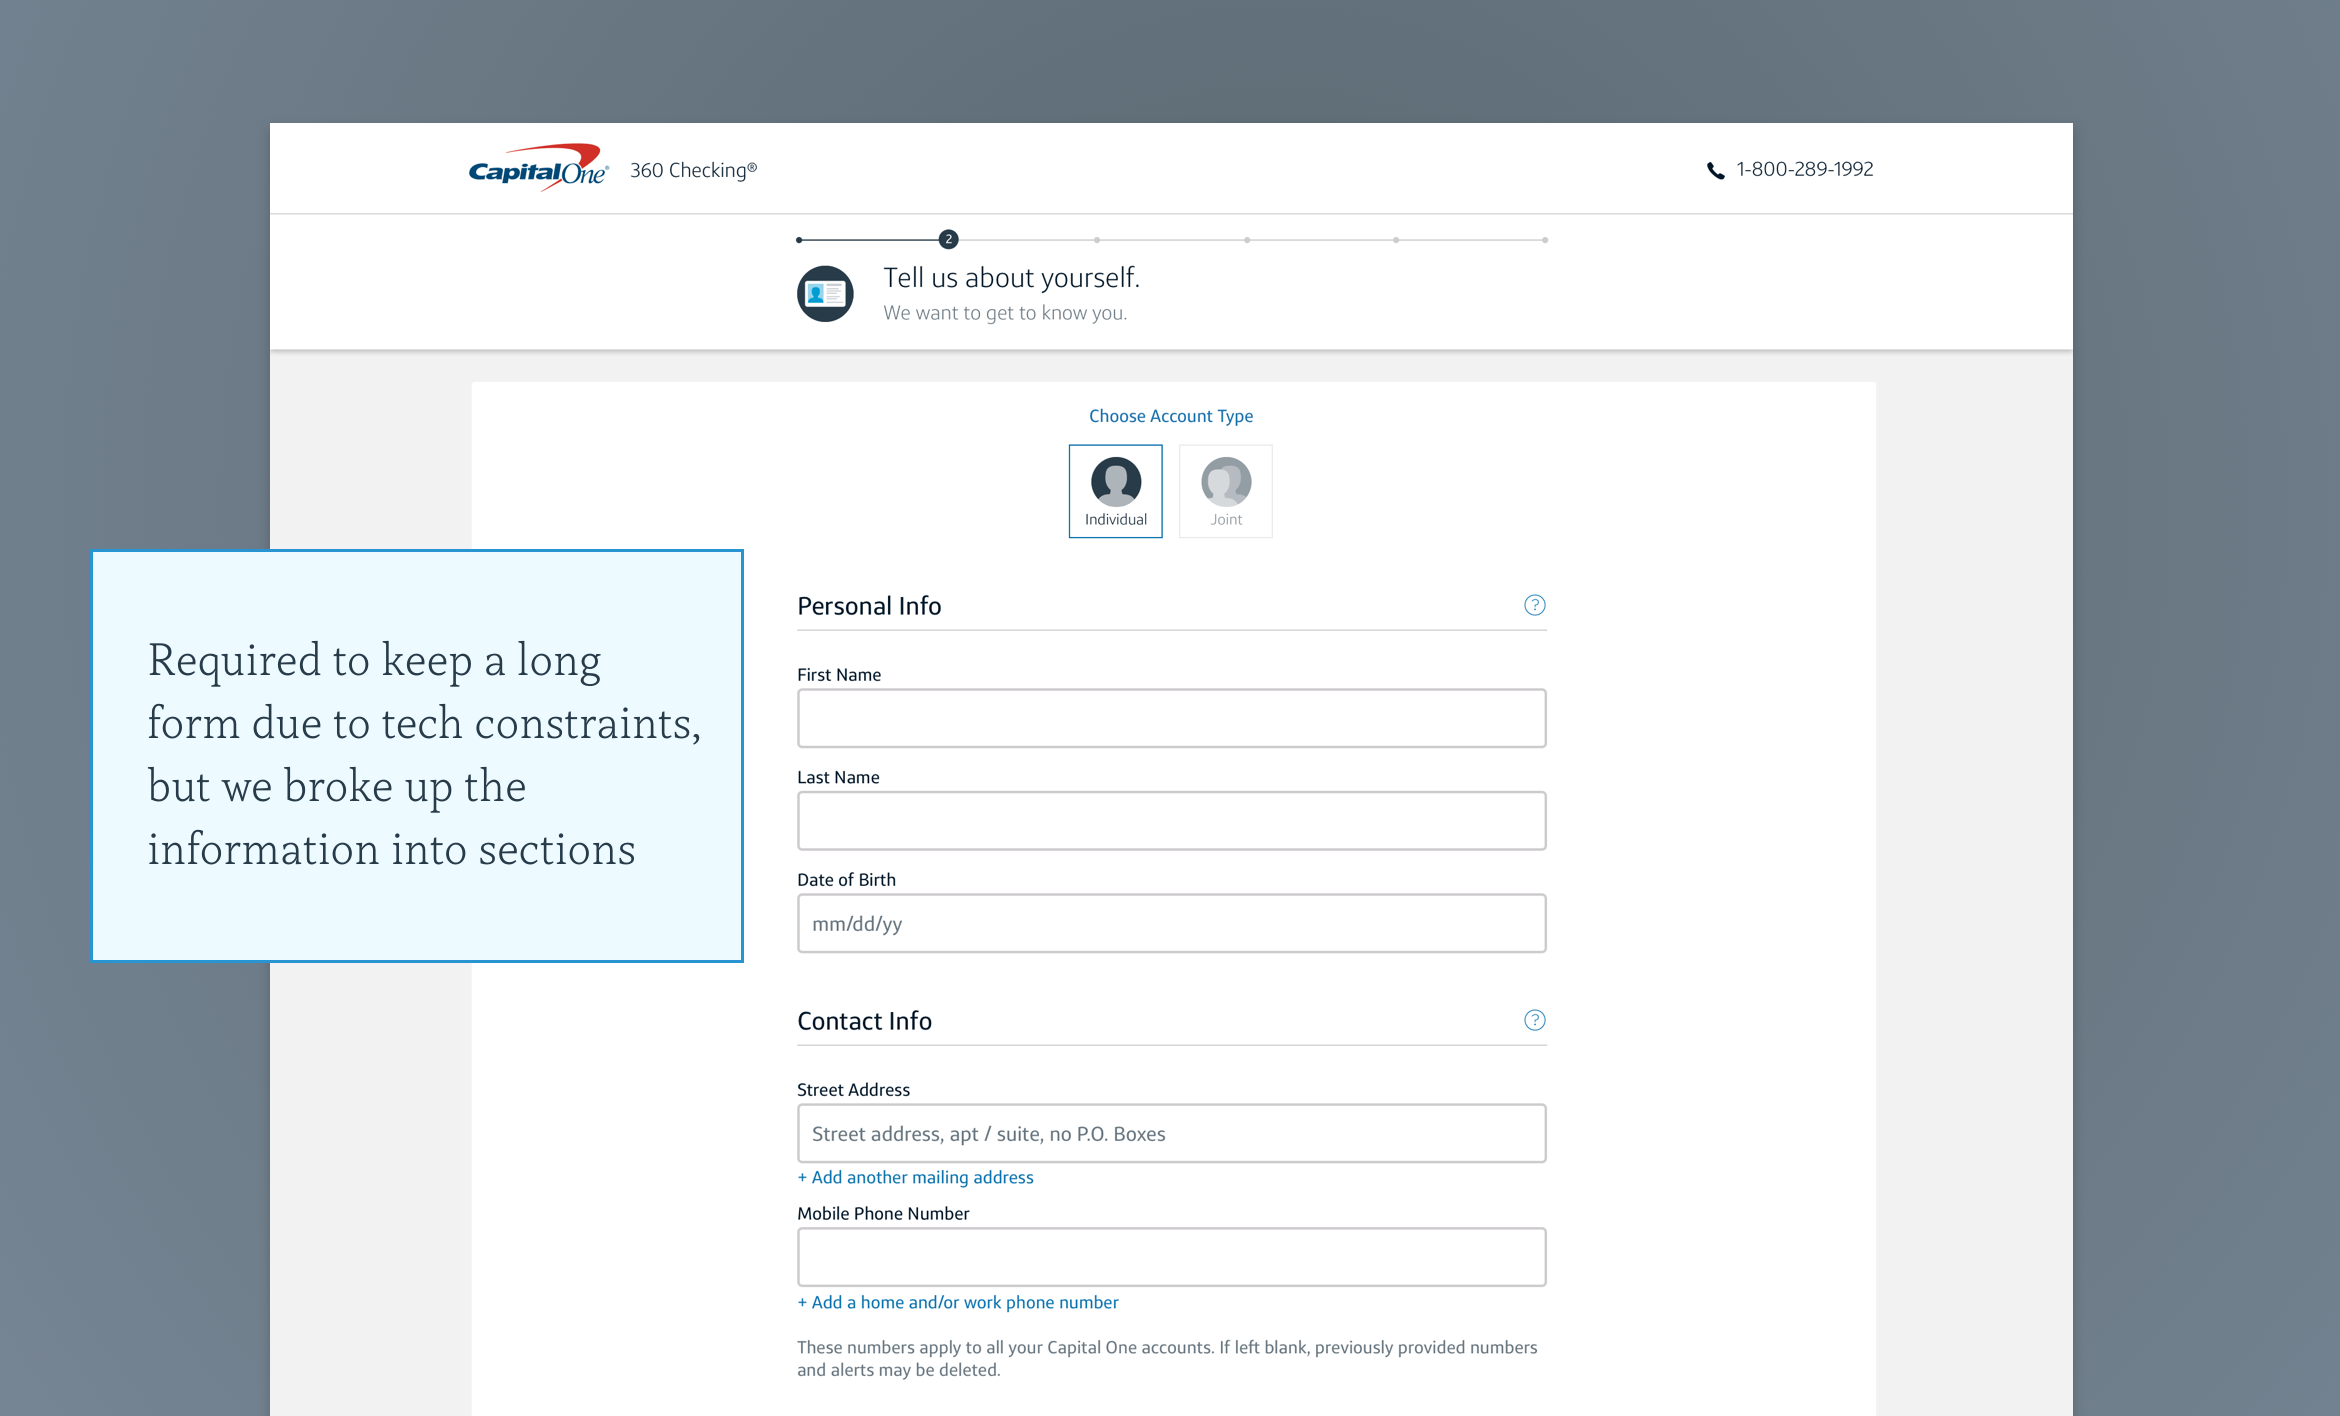 CapitalOne® 360 Checking®
1-800-289-1992
2
Tell us about yourself.
We want to get to know you.
Choose Account Type
Individual Joint
Required to keep a long
form due to tech constraints,
but we broke up the
information into sections
Personal Info ?
First Name
Last Name
Date of Birth
mm/dd/yy
Contact Info ?
Street Address
Street address, apt / suite, no P.O. Boxes
+ Add another mailing address
Mobile Phone Number
+ Add a home and/or work phone number
These numbers apply to all your Capital One accounts. If left blank, previously provided numbers
and alerts may be deleted.